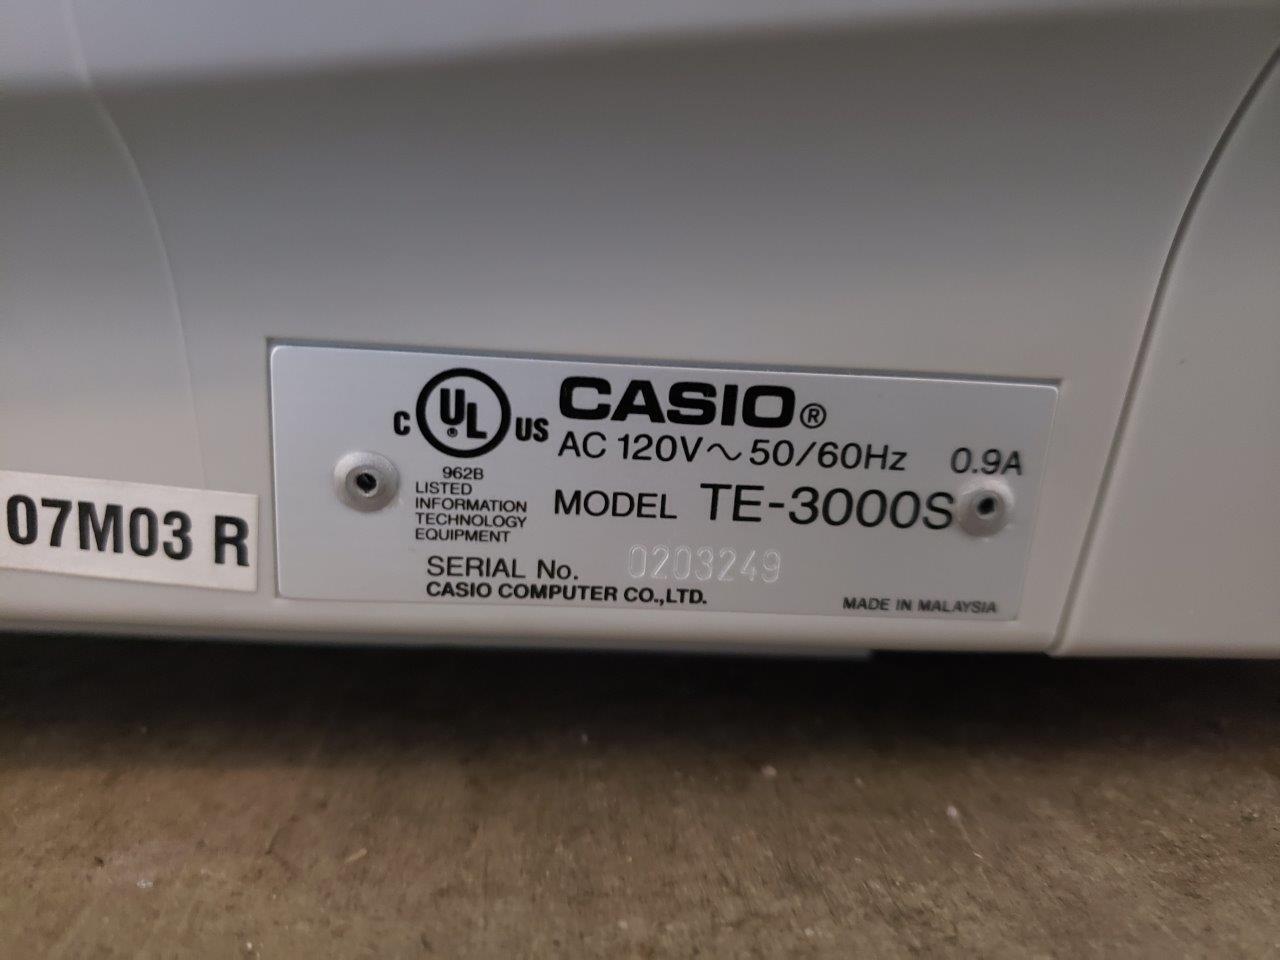 C UL® US
CASIO®
AC 120V～50/60Hz 0.9A
962B
LISTED
INFORMATION
TECHNOLOGY
EQUIPMENT
MODEL TE-3000S
SERIAL No. 0203249
CASIO COMPUTER CO.,LTD.
MADE IN MALAYSIA
07M03 R